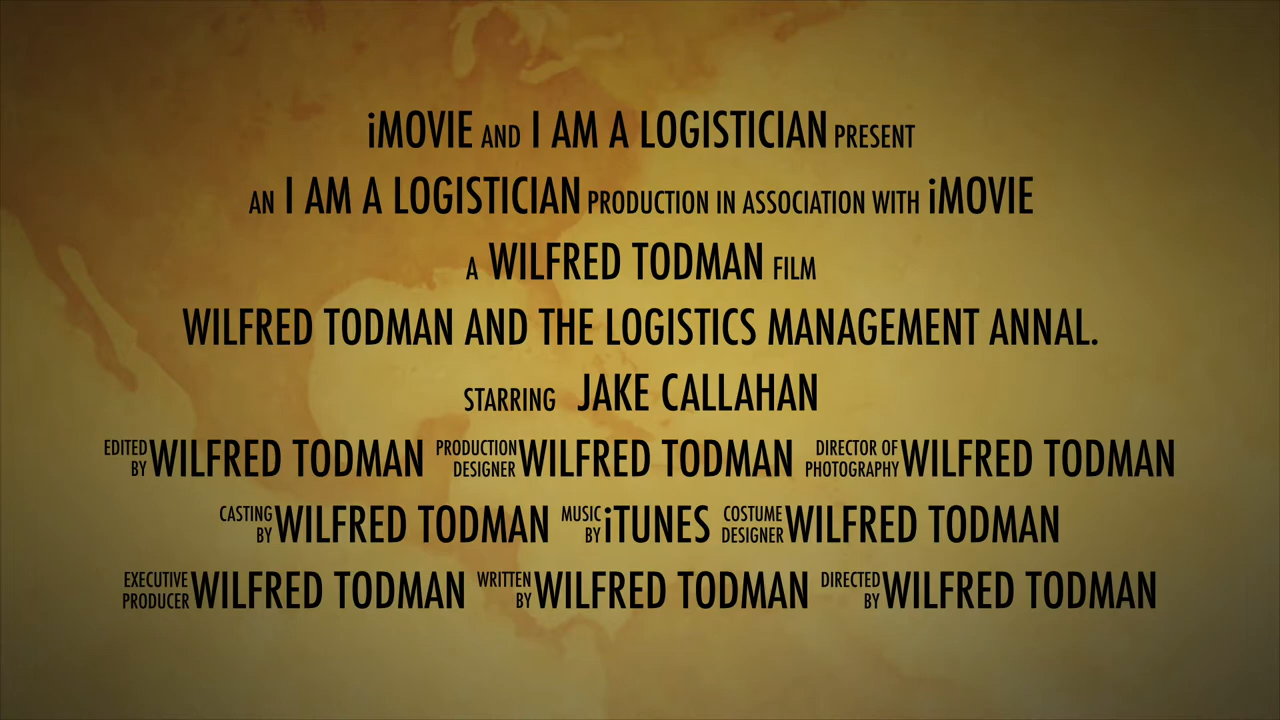 iMOVIE AND I AM A LOGISTICIAN PRESENT
AN I AM A LOGISTICIAN PRODUCTION IN ASSOCIATION WITH iMOVIE
A WILFRED TODMAN FILM
WILFRED TODMAN AND THE LOGISTICS MANAGEMENT ANNAL.
STARRING JAKE CALLAHAN
EDITED BY WILFRED TODMAN PRODUCTION DESIGNER WILFRED TODMAN DIRECTOR OF PHOTOGRAPHY WILFRED TODMAN
CASTING BY WILFRED TODMAN MUSIC BY iTUNES COSTUME DESIGNER WILFRED TODMAN
EXECUTIVE PRODUCER WILFRED TODMAN WRITTEN BY WILFRED TODMAN DIRECTED BY WILFRED TODMAN